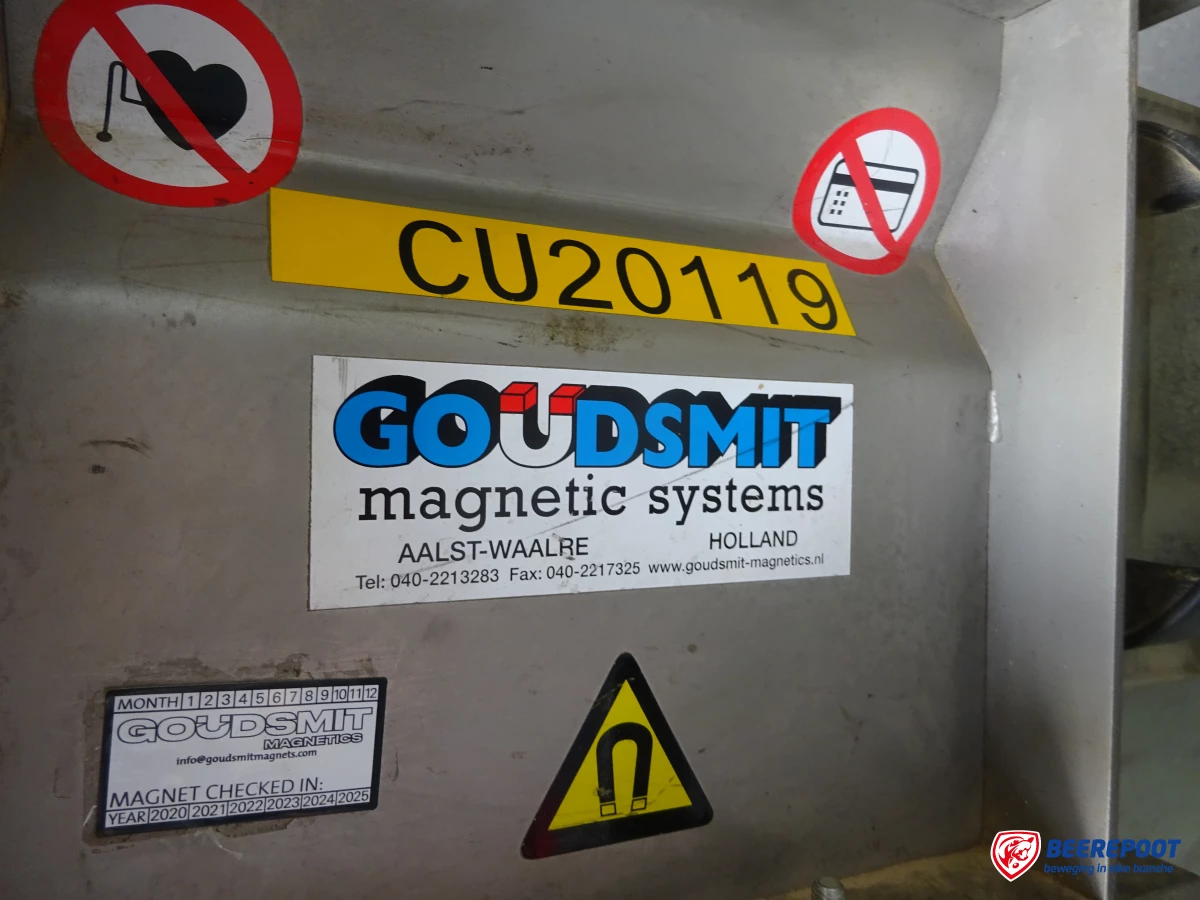 CU20119
GOUDSMIT
magnetic systems
AALST-WAALRE HOLLAND
Tel: 040-2213283 Fax: 040-2217325 www.goudsmit-magnetics.nl
MONTH 1 2 3 4 5 6 7 8 9 10 11 12
GOUDSMIT
MAGNETICS
info@goudsmitmagnets.com
MAGNET CHECKED IN:
YEAR 2020 2021 2022 2023 2024 2025
BEEREPOOT
beweging in elke branche